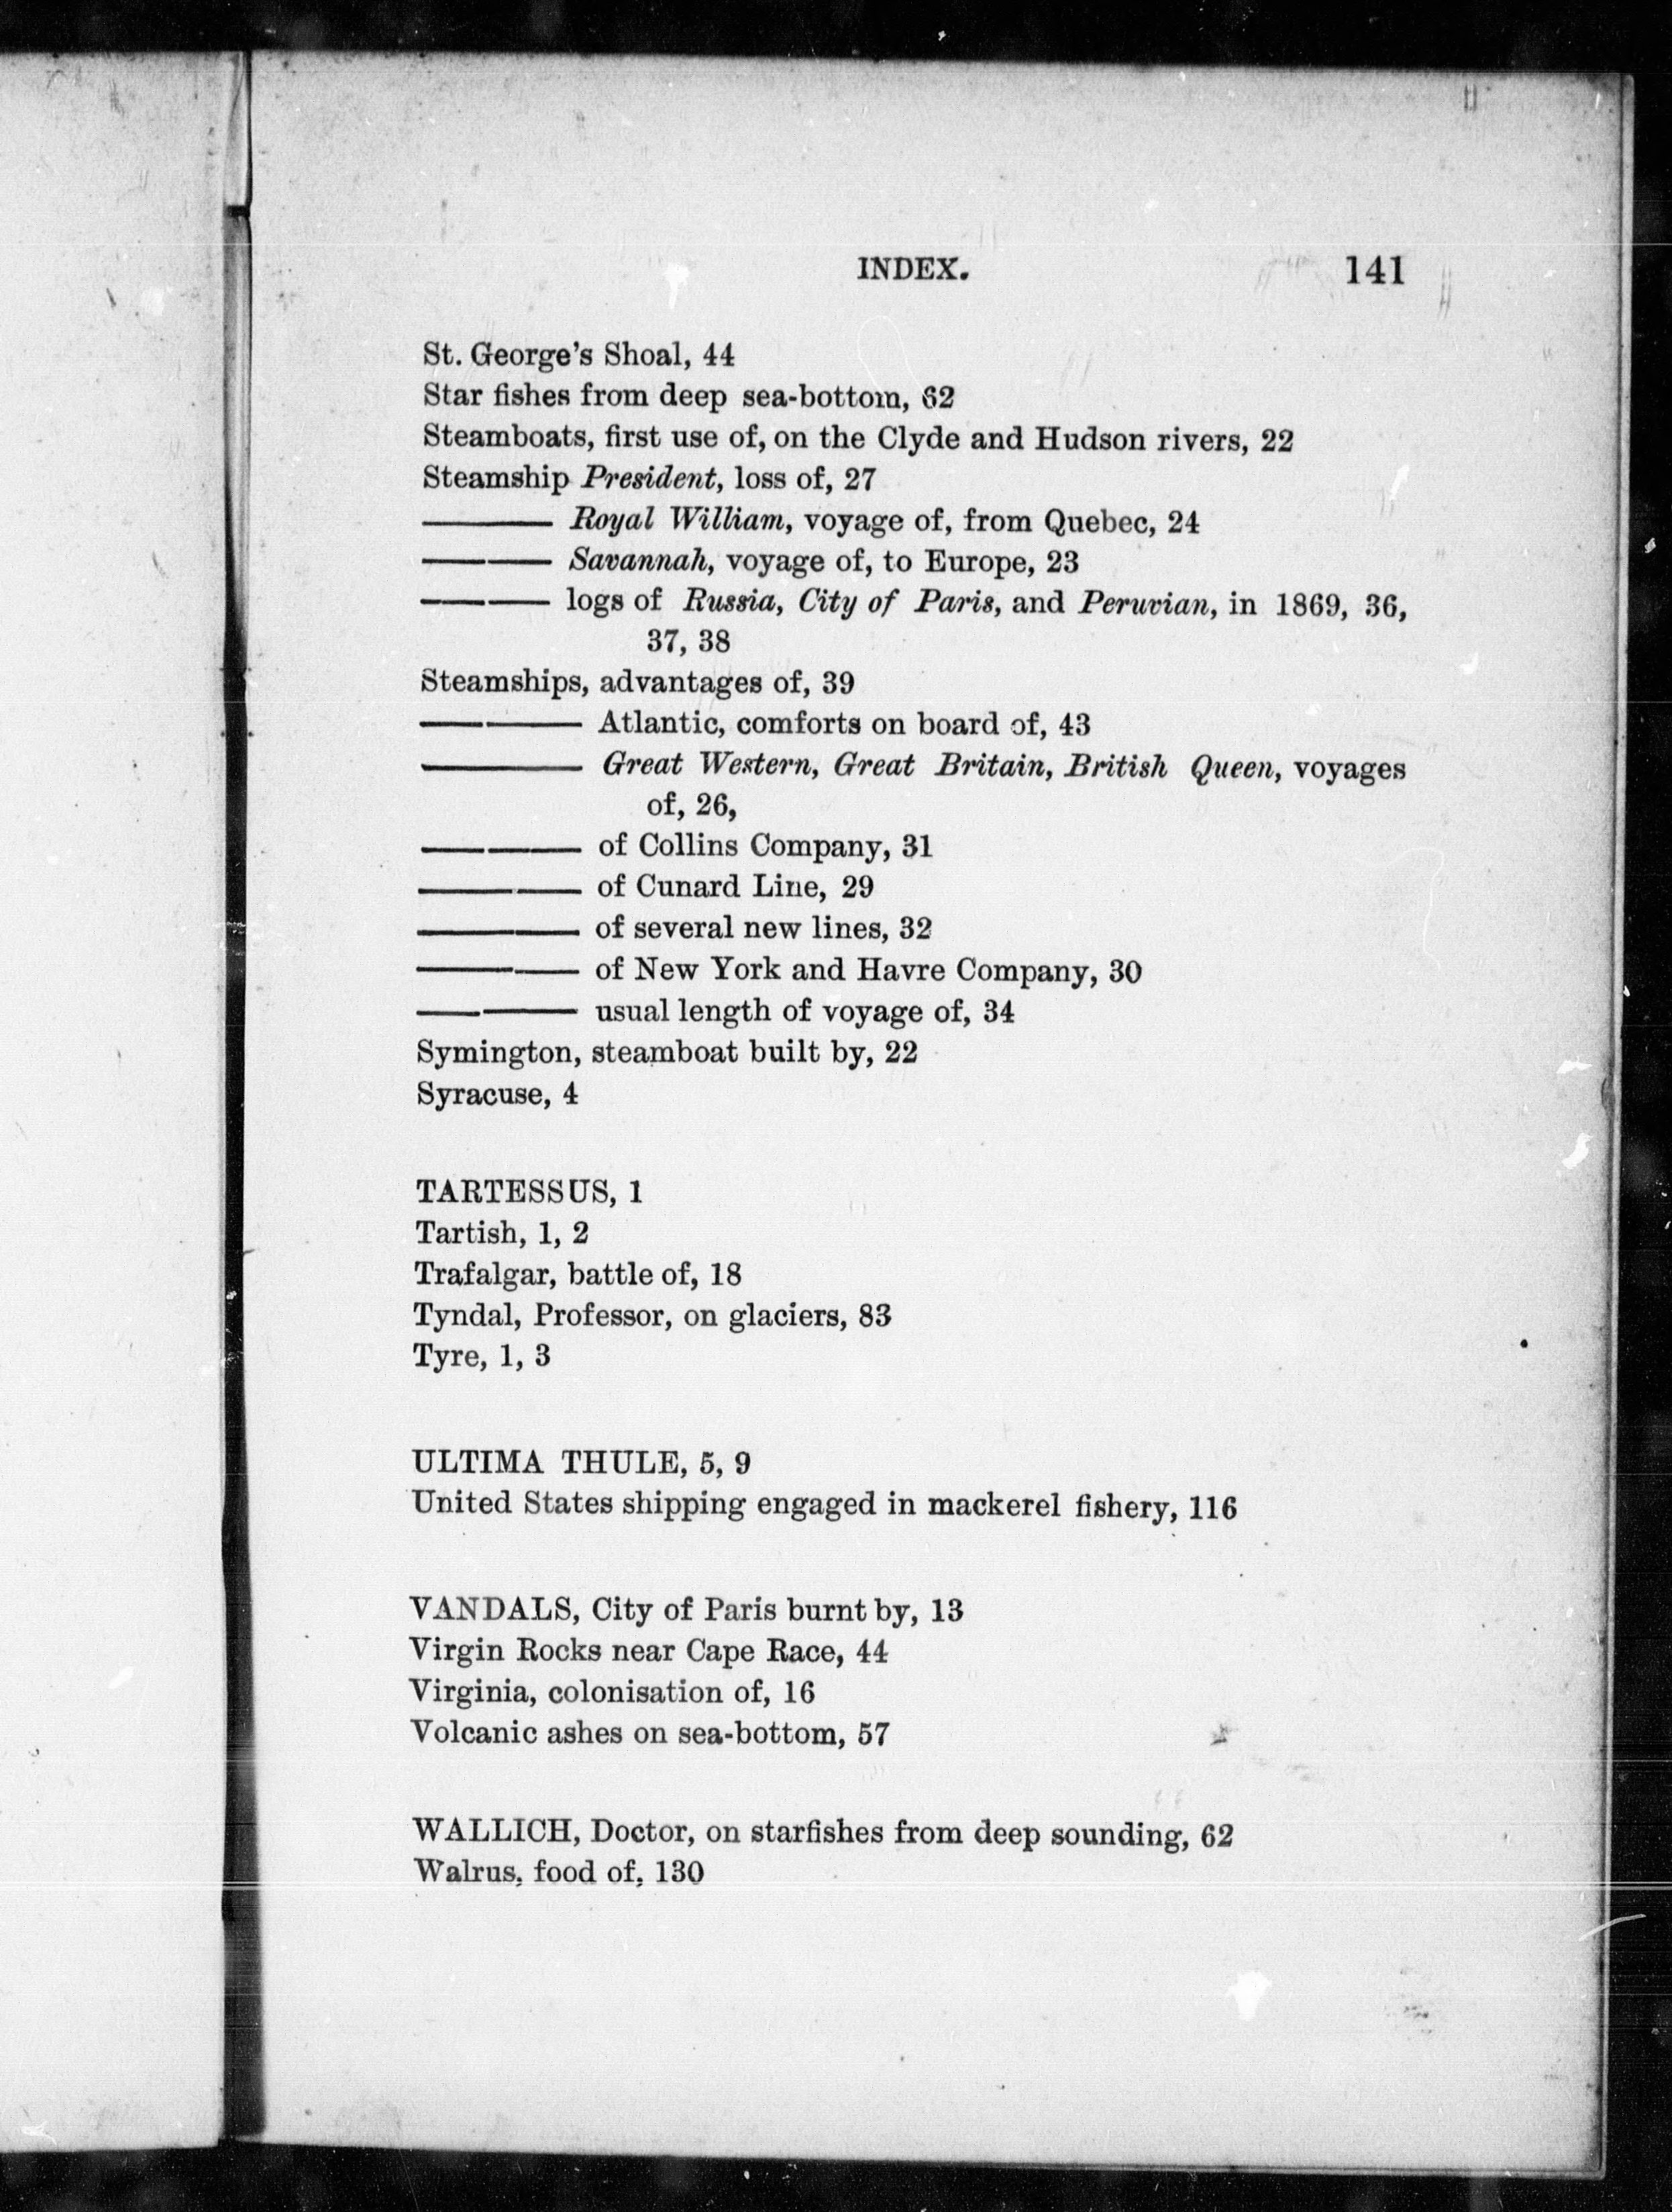 INDEX. 141
St. George's Shoal, 44
Star fishes from deep sea-bottom, 62
Steamboats, first use of, on the Clyde and Hudson rivers, 22
Steamship President, loss of, 27
——— Royal William, voyage of, from Quebec, 24
——— Savannah, voyage of, to Europe, 23
——— logs of Russia, City of Paris, and Peruvian, in 1869, 36,
37, 38
Steamships, advantages of, 39
——— Atlantic, comforts on board of, 43
——— Great Western, Great Britain, British Queen, voyages
of, 26,
——— of Collins Company, 31
——— of Cunard Line, 29
——— of several new lines, 32
——— of New York and Havre Company, 30
——— usual length of voyage of, 34
Symington, steamboat built by, 22
Syracuse, 4
TARTESSUS, 1
Tartish, 1, 2
Trafalgar, battle of, 18
Tyndal, Professor, on glaciers, 83
Tyre, 1, 3
ULTIMA THULE, 5, 9
United States shipping engaged in mackerel fishery, 116
VANDALS, City of Paris burnt by, 13
Virgin Rocks near Cape Race, 44
Virginia, colonisation of, 16
Volcanic ashes on sea-bottom, 57
WALLICH, Doctor, on starfishes from deep sounding, 62
Walrus, food of, 130